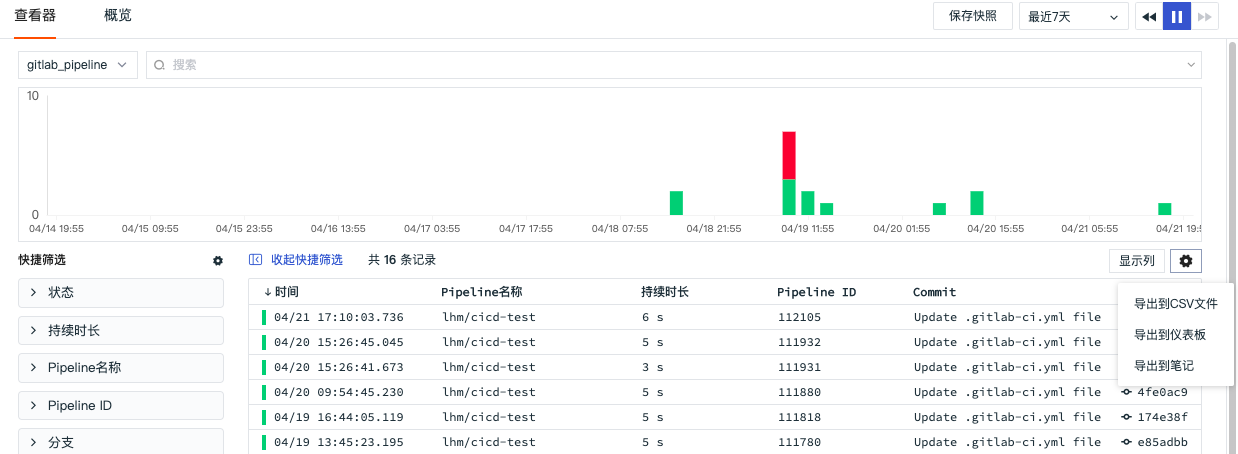 查看器 概览 保存快照 最近7天
gitlab_pipeline 搜索
10
0
04/14 19:55 04/15 09:55 04/15 23:55 04/16 13:55 04/17 03:55 04/17 17:55 04/18 07:55 04/18 21:55 04/19 11:55 04/20 01:55 04/20 15:55 04/21 05:55 04/21 19:5
快捷筛选 收起快捷筛选 共 16 条记录 显示列
状态
持续时长
Pipeline名称
Pipeline ID
分支
时间 Pipeline名称 持续时长 Pipeline ID Commit
04/21 17:10:03.736 lhm/cicd-test 6 s 112105 Update .gitlab-ci.yml file
04/20 15:26:45.045 lhm/cicd-test 5 s 111932 Update .gitlab-ci.yml file
04/20 15:26:41.673 lhm/cicd-test 3 s 111931 Update .gitlab-ci.yml file
04/20 09:54:45.230 lhm/cicd-test 5 s 111880 Update .gitlab-ci.yml file 4fe0ac9
04/19 16:44:05.119 lhm/cicd-test 5 s 111818 Update .gitlab-ci.yml file 174e38f
04/19 13:45:23.195 lhm/cicd-test 5 s 111780 Update .gitlab-ci.yml file e85adbb
导出到CSV文件
导出到仪表板
导出到笔记